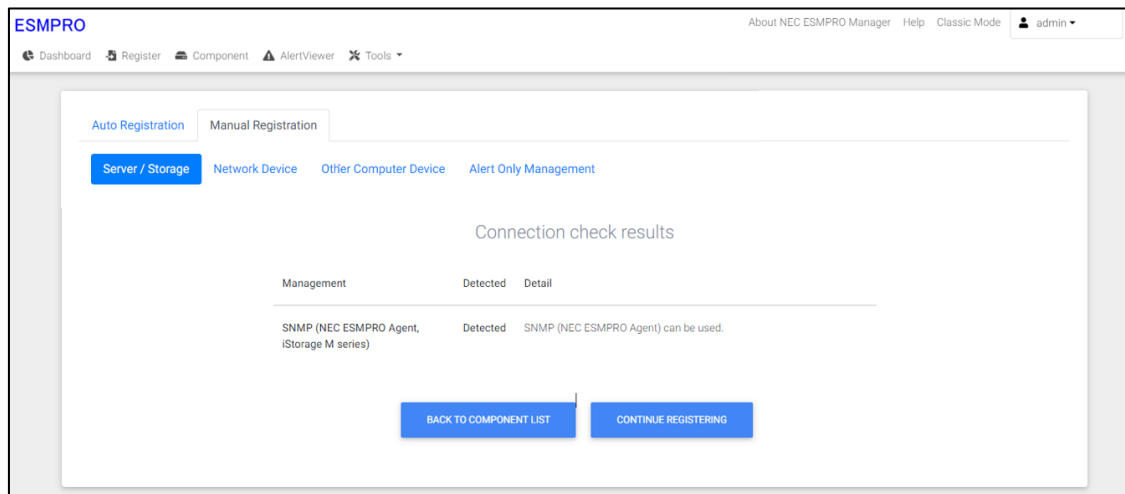 ESMPRO
About NEC ESMPRO Manager Help Classic Mode admin
Dashboard Register Component AlertViewer Tools
Auto Registration Manual Registration
Server / Storage Network Device Other Computer Device Alert Only Management
Connection check results
Management Detected Detail
SNMP (NEC ESMPRO Agent, Detected SNMP (NEC ESMPRO Agent) can be used.
iStorage M series)
BACK TO COMPONENT LIST CONTINUE REGISTERING